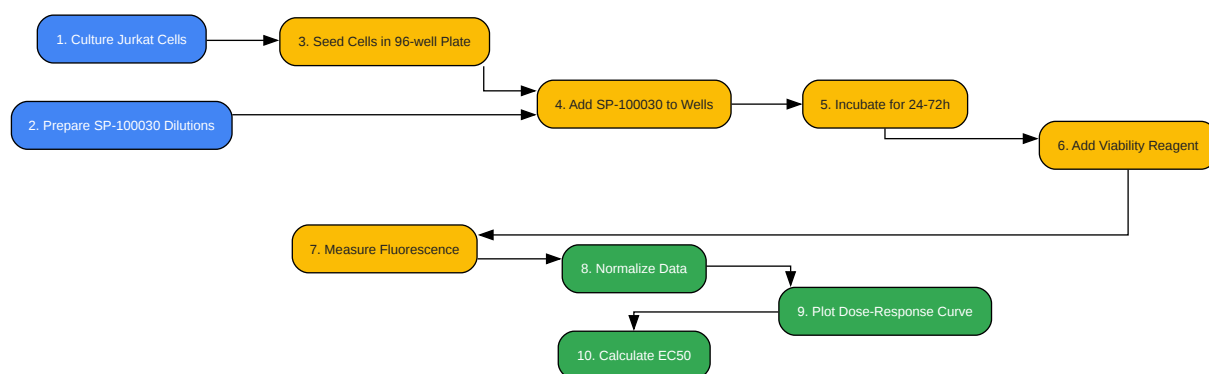 1. Culture Jurkat Cells
2. Prepare SP-100030 Dilutions
3. Seed Cells in 96-well Plate
4. Add SP-100030 to Wells
5. Incubate for 24-72h
6. Add Viability Reagent
7. Measure Fluorescence
8. Normalize Data
9. Plot Dose-Response Curve
10. Calculate EC50